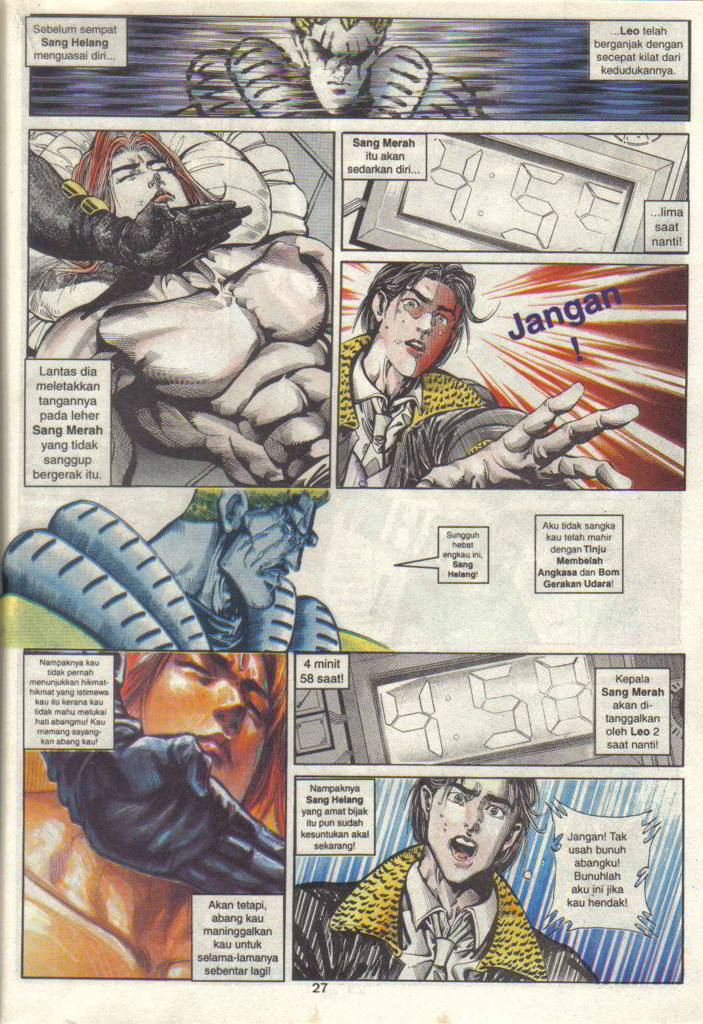 Sebelum sempat
Sang Helang
menguasai diri...
...Leo telah
berganjak dengan
secepat kilat dari
kedudukannya.
Lantas dia
meletakkan
tangannya
pada leher
Sang Merah
yang tidak
sanggup
bergerak itu.
Sang Merah
itu akan
sedarkan diri...
...lima
saat
nanti!
Jangan
!
Sungguh
hebat
engkau ini,
Sang
Helang!
Aku tidak sangka
kau telah mahir
dengan Tinju
Membelah
Angkasa dan Bom
Gerakan Udara!
Nampaknya kau
tidak pernah
menunjukkan hikmat-
hikmat yang istimewa
kau itu kerana kau
tidak mahu melukai
hati abangmu! Kau
memang sayang-
kan abang kau!
Akan tetapi,
abang kau
maninggalkan
kau untuk
selama-lamanya
sebentar lagi!
4 minit
58 saat!
4 58
Kepala
Sang Merah
akan di-
tanggalkan
oleh Leo 2
saat nanti!
Nampaknya
Sang Helang
yang amat bijak
itu pun sudah
kesuntukan akal
sekarang!
Jangan! Tak
usah bunuh
abangku!
Bunuhlah
aku ini jika
kau hendak!
27